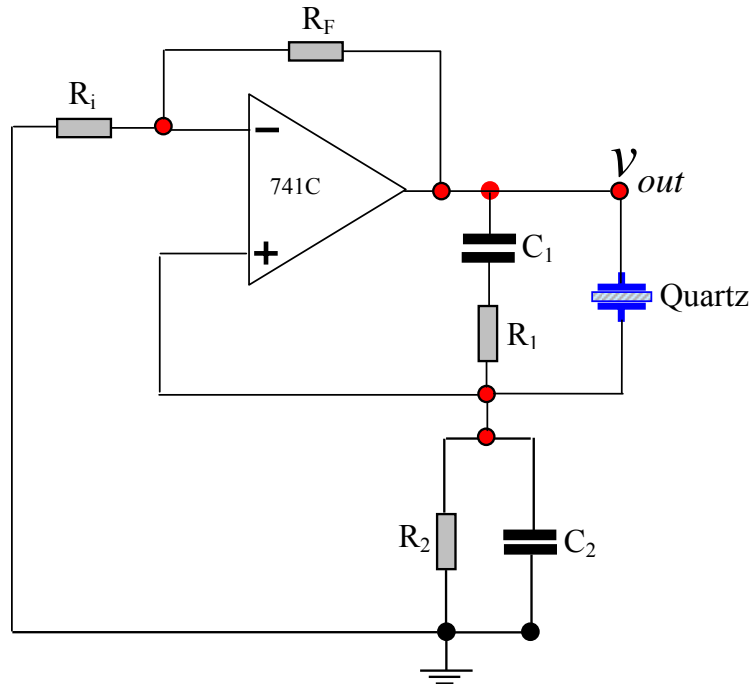 R_F
R_i
−
741C
v_out
+
C_1
Quartz
R_1
R_2
C_2